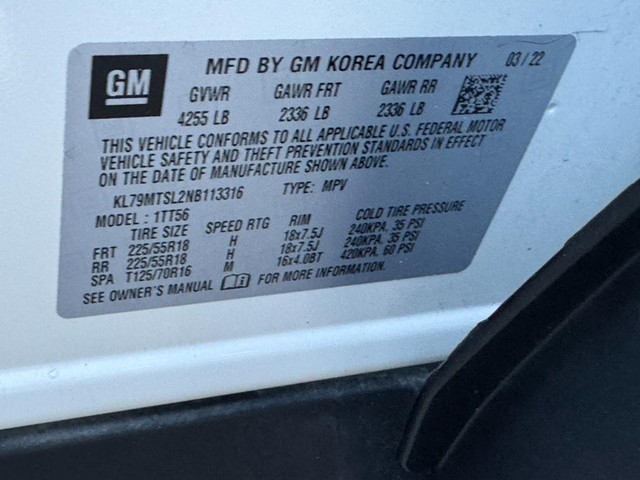 GM
MFD BY GM KOREA COMPANY 03/22
GVWR GAWR FRT GAWR RR
4255 LB 2336 LB 2336 LB
THIS VEHICLE CONFORMS TO ALL APPLICABLE U.S. FEDERAL MOTOR
VEHICLE SAFETY AND THEFT PREVENTION STANDARDS IN EFFECT
ON THE DATE OF MANUFACTURE SHOWN ABOVE.
KL79MTSL2NB113316 TYPE: MPV
MODEL: 1TT56
TIRE SIZE SPEED RTG RIM COLD TIRE PRESSURE
FRT 225/55R18 H 18x7.5J 240KPA, 35 PSI
RR 225/55R18 H 18x7.5J 240KPA, 35 PSI
SPA T125/70R16 M 16x4.0BT 420KPA, 60 PSI
SEE OWNER'S MANUAL FOR MORE INFORMATION.